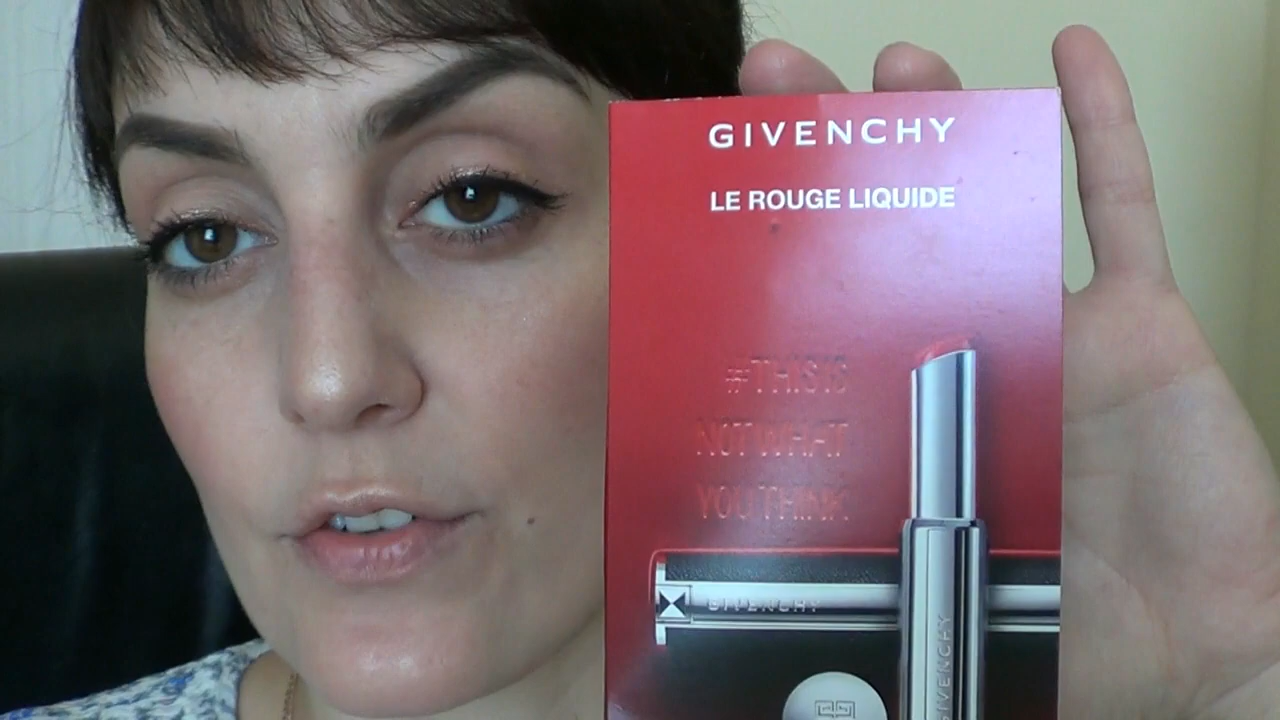 GIVENCHY
LE ROUGE LIQUIDE
#THIS IS
NOT WHAT
YOU THINK
GIVENCHY
GIVENCHY